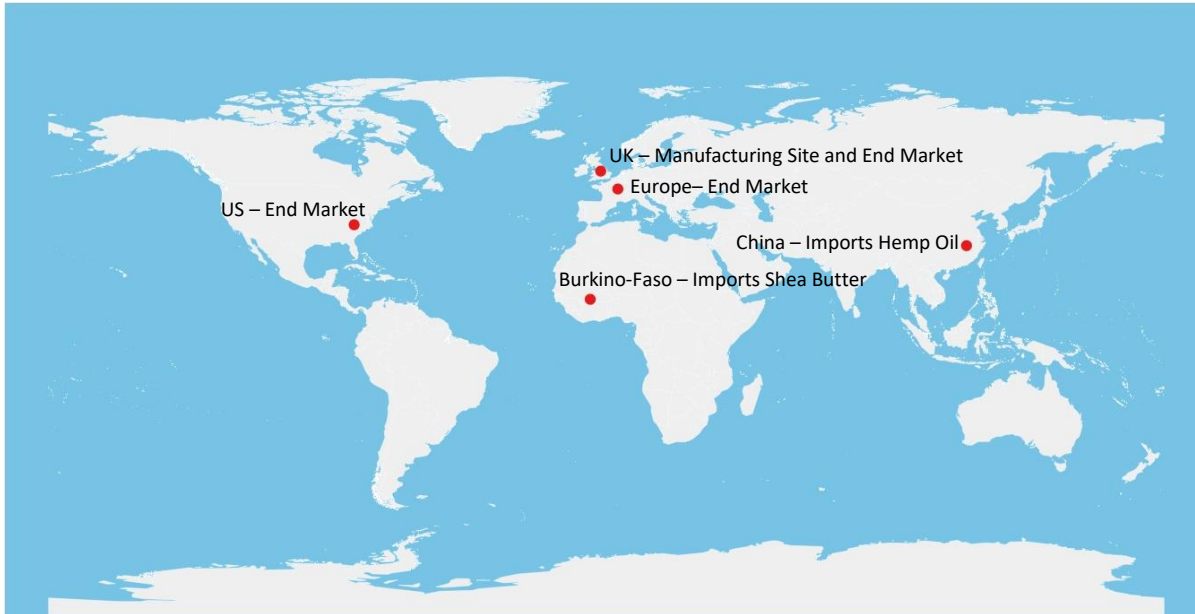 UK – Manufacturing Site and End Market
Europe– End Market
US – End Market
China – Imports Hemp Oil
Burkino-Faso – Imports Shea Butter